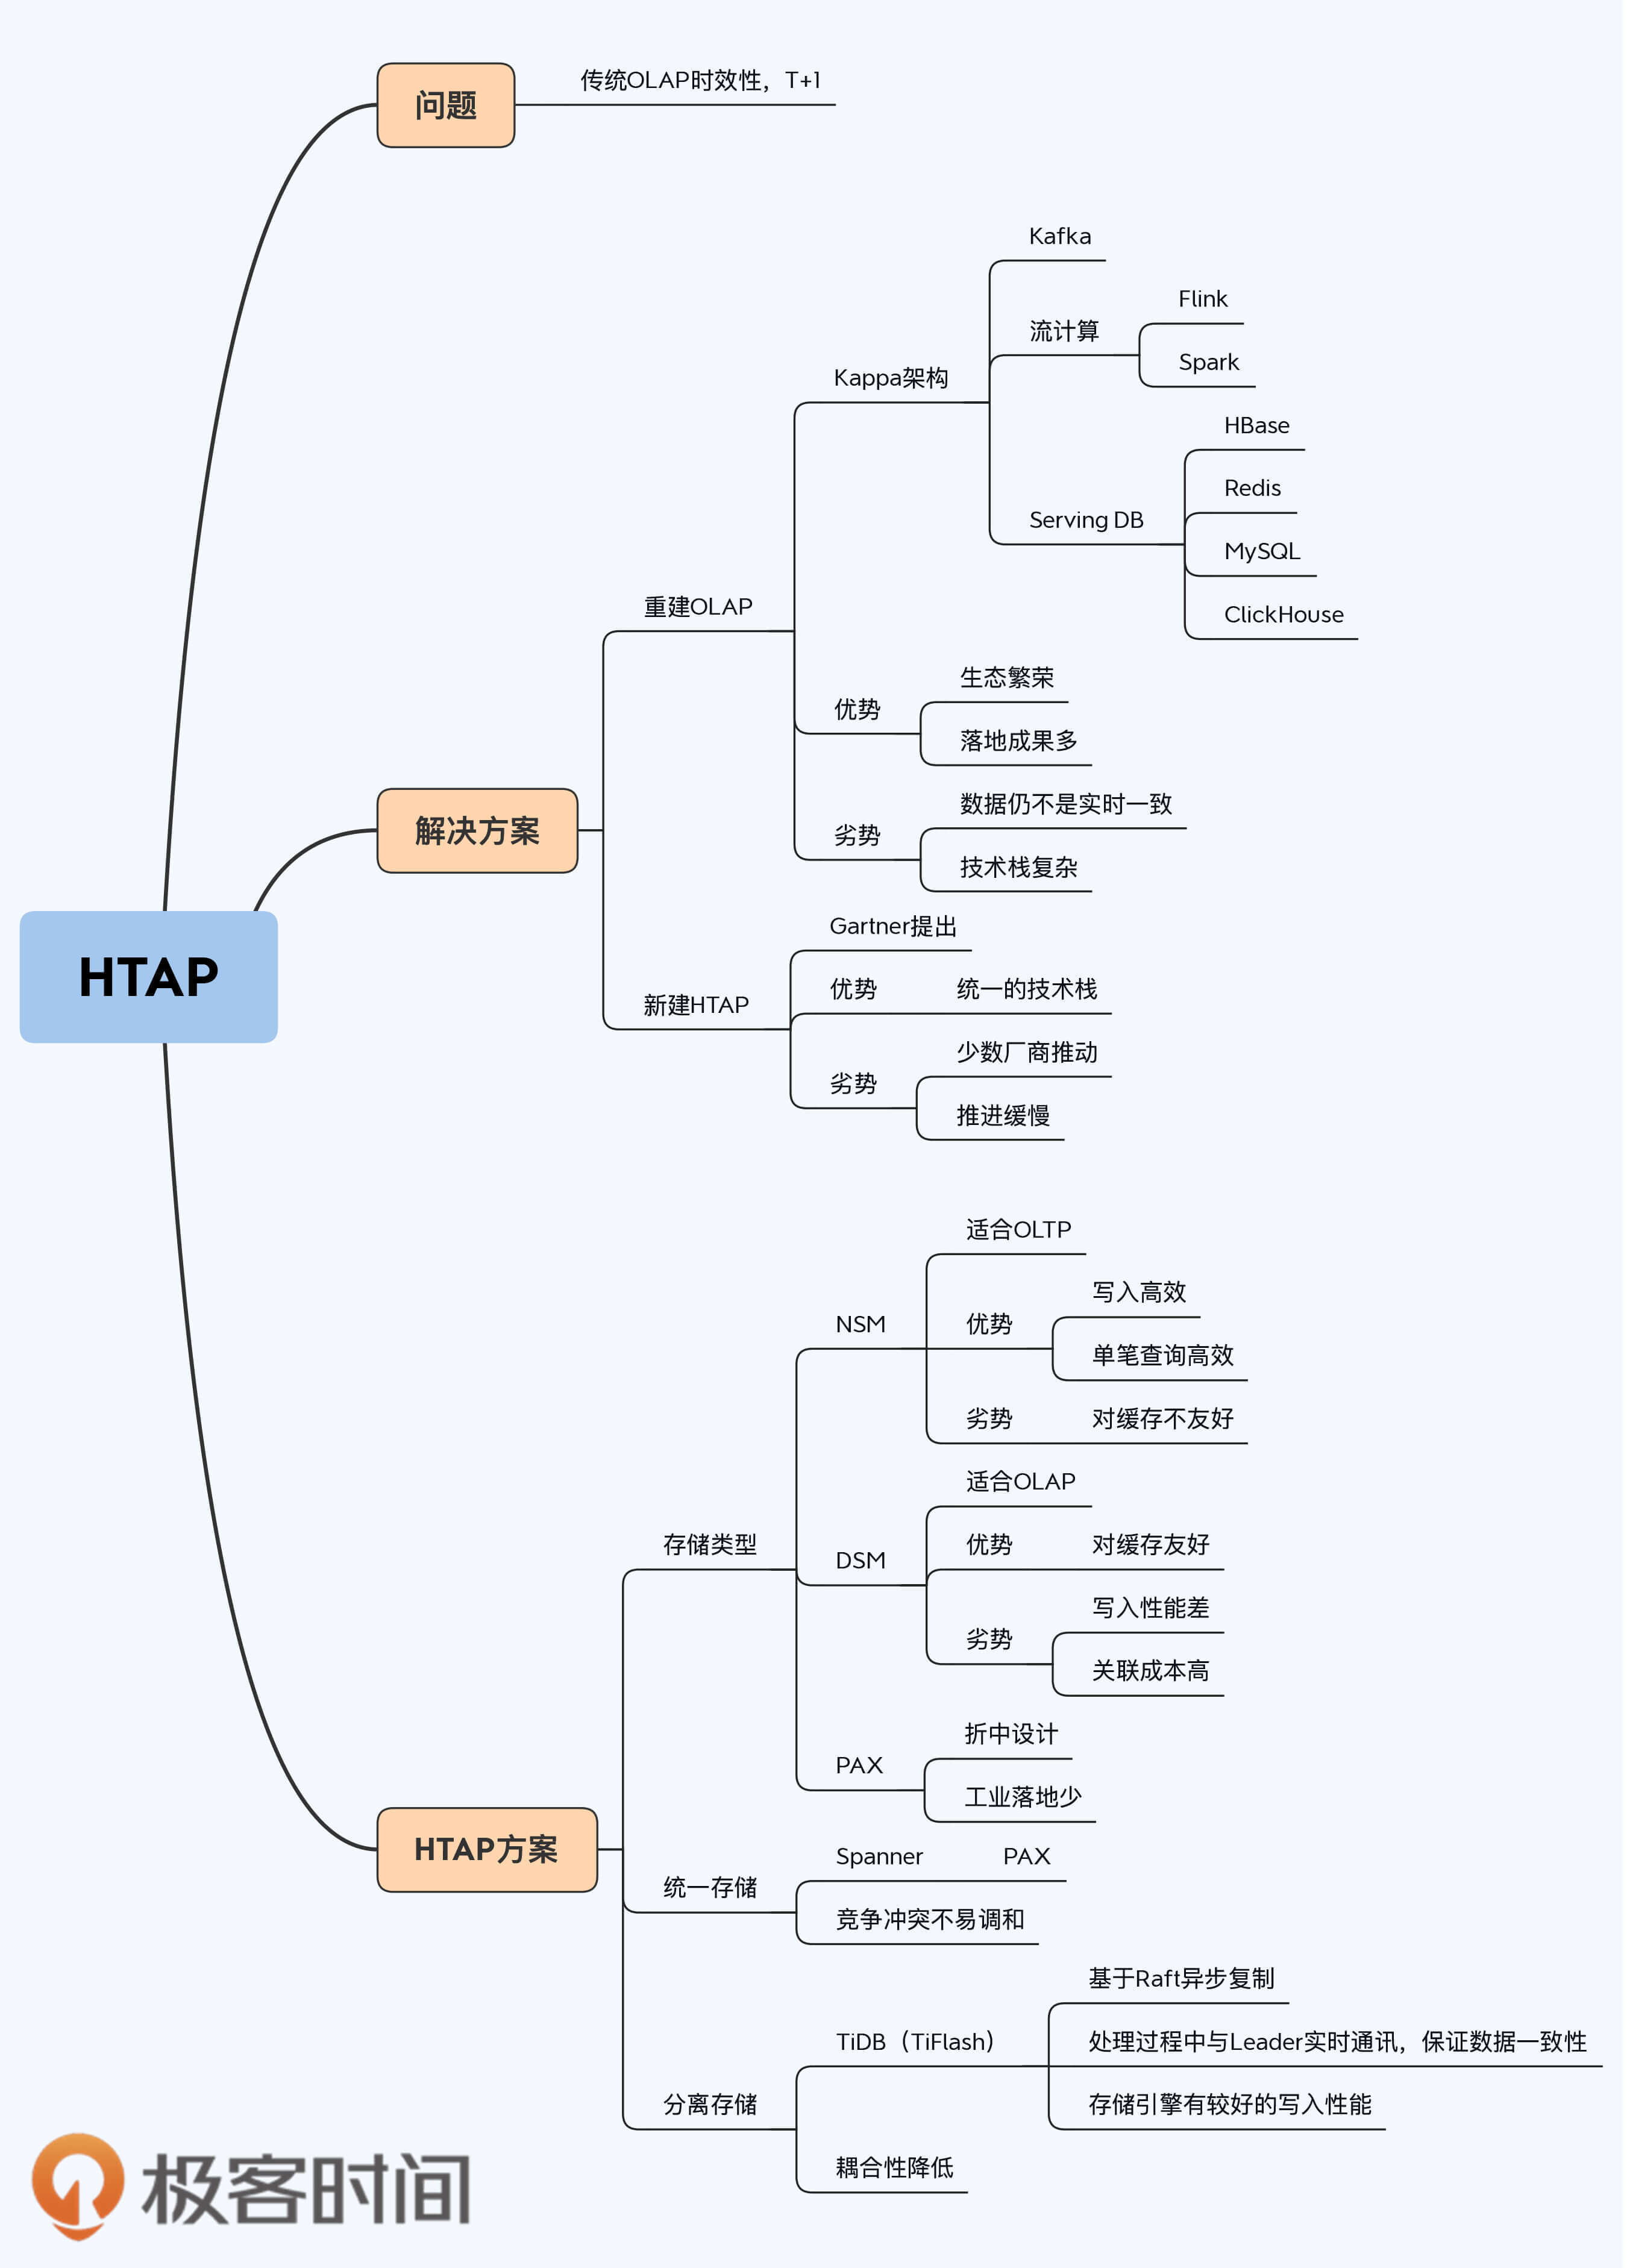 问题
传统OLAP时效性，T+1
Kafka
Flink
流计算
Spark
Kappa架构
HBase
Redis
Serving DB
MySQL
ClickHouse
重建OLAP
生态繁荣
优势
落地成果多
数据仍不是实时一致
劣势
技术栈复杂
解决方案
Gartner提出
优势 统一的技术栈
新建HTAP
少数厂商推动
劣势
推进缓慢
HTAP
适合OLTP
写入高效
NSM
优势
单笔查询高效
劣势 对缓存不友好
适合OLAP
存储类型
优势 对缓存友好
DSM
写入性能差
劣势
关联成本高
折中设计
PAX
工业落地少
HTAP方案
Spanner PAX
统一存储
竞争冲突不易调和
基于Raft异步复制
TiDB（TiFlash）
处理过程中与Leader实时通讯，保证数据一致性
存储引擎有较好的写入性能
分离存储
耦合性降低
极客时间